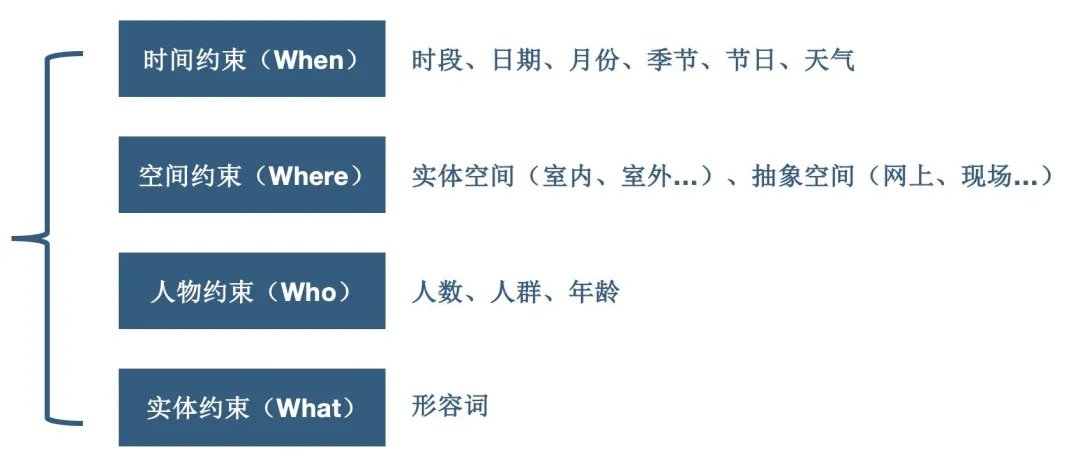 时间约束（When） 时段、日期、月份、季节、节日、天气
空间约束（Where） 实体空间（室内、室外...）、抽象空间（网上、现场...）
人物约束（Who） 人数、人群、年龄
实体约束（What） 形容词